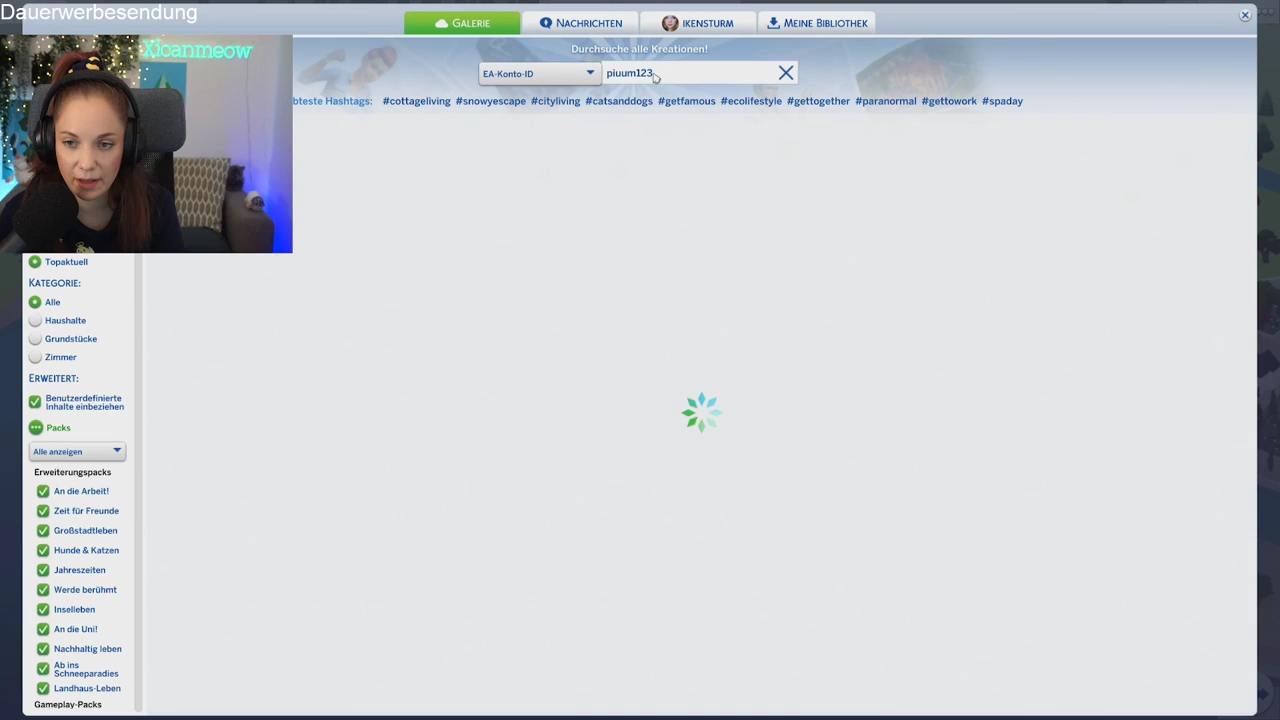 Dauerwerbesendung
Galerie
Nachrichten
ikensturm
Meine Bibliothek
Durchsuche alle Kreationen!
Xicanmeow
EA-Konto-ID
piuum123
bteste Hashtags: #cottageliving #snowyescape #cityliving #catsanddogs #getfamous #ecolifestyle #gettogether #paranormal #gettowork #spaday
Topaktuell
Kategorie:
Alle
Haushalte
Grundstücke
Zimmer
Erweitert:
Benutzerdefinierte
Inhalte einbeziehen
Packs
Alle anzeigen
Erweiterungspacks
An die Arbeit!
Zeit für Freunde
Großstadtleben
Hunde & Katzen
Jahreszeiten
Werde berühmt
Inselleben
An die Uni!
Nachhaltig leben
Ab ins
Schneeparadies
Landhaus-Leben
Gameplay-Packs